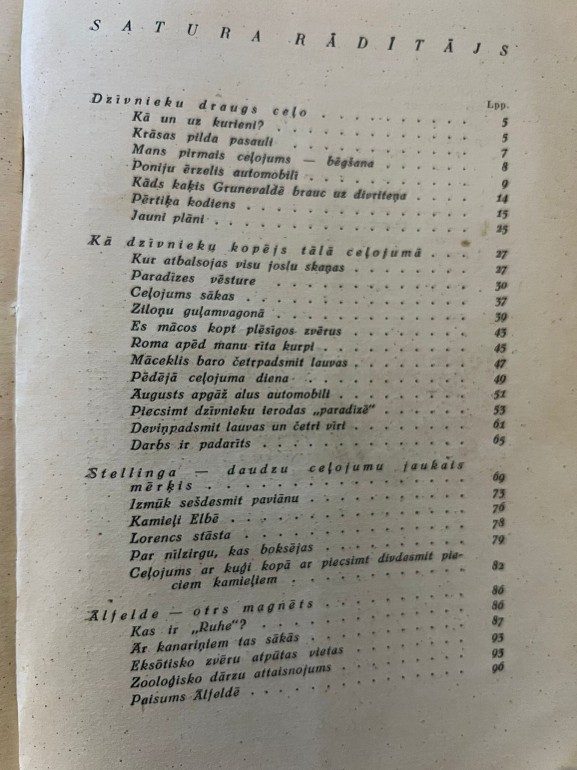 SATURA RĀDĪTĀJS
Lpp.
Dzīvnieku draugs ceļo . . . . . . . . 5
Kā un uz kurieni? . . . . . . . . . 5
Krāsas pilda pasauli . . . . . . . . 7
Mans pirmais ceļojums — bēgšana . . . . 8
Poniju ērzelis automobilī . . . . . . . 9
Kāds kaķis Grunevaldē brauc uz divriteņa . . . 14
Pērtiķa kodiens . . . . . . . . . 15
Jauni plāni . . . . . . . . . . 25
Kā dzīvnieku kopējs tālā ceļojumā . . . 27
Kur atbalsojas visu joslu skaņas . . . . . 27
Paradīzes vēsture . . . . . . . . 30
Ceļojums sākas . . . . . . . . . 37
Ziloņu guļamvagonā . . . . . . . . 39
Es mācos kopt plēsīgos zvērus . . . . . 43
Roma apēd manu rīta kurpi . . . . . . 45
Māceklis baro četrpadsmit lauvas . . . . . 47
Pēdējā ceļojuma diena . . . . . . . 49
Augusts apgāž alus automobili . . . . . 51
Piecsimt dzīvnieku ierodas „paradīzē” . . . . 53
Deviņpadsmit lauvas un četri vīri . . . . . 61
Darbs ir padarīts . . . . . . . . 65
Stellinga — daudzu ceļojumu jaukais
mērķis . . . . . . . . . . . 69
Izmūk sešdesmit paviānu . . . . . . . 73
Kamieļi Elbē . . . . . . . . . . 76
Lorencs stāsta . . . . . . . . . 78
Par nīlzirgu, kas boksējas . . . . . . 79
Ceļojums ar kuģi kopā ar piecsimt divdesmit pie-
ciem kamieļiem . . . . . . . . 82
Alfelde — otrs magnēts . . . . . . . 86
Kas ir „Ruhe”? . . . . . . . . . 86
Ar kanariņiem tas sākās . . . . . . . 87
Eksōtisko zvēru atpūtas vietas . . . . . 93
Zooloģisko dārzu attaisnojums . . . . . . 93
Paisums Alfeldē . . . . . . . . . 96